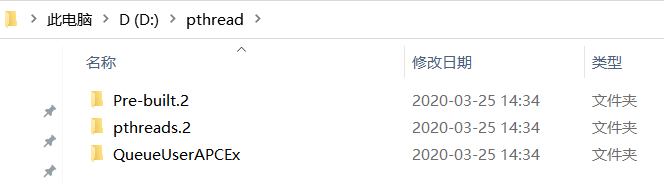 此电脑 > D (D:) > pthread >
名称 修改日期 类型
Pre-built.2 2020-03-25 14:34 文件夹
pthreads.2 2020-03-25 14:34 文件夹
QueueUserAPCEx 2020-03-25 14:34 文件夹